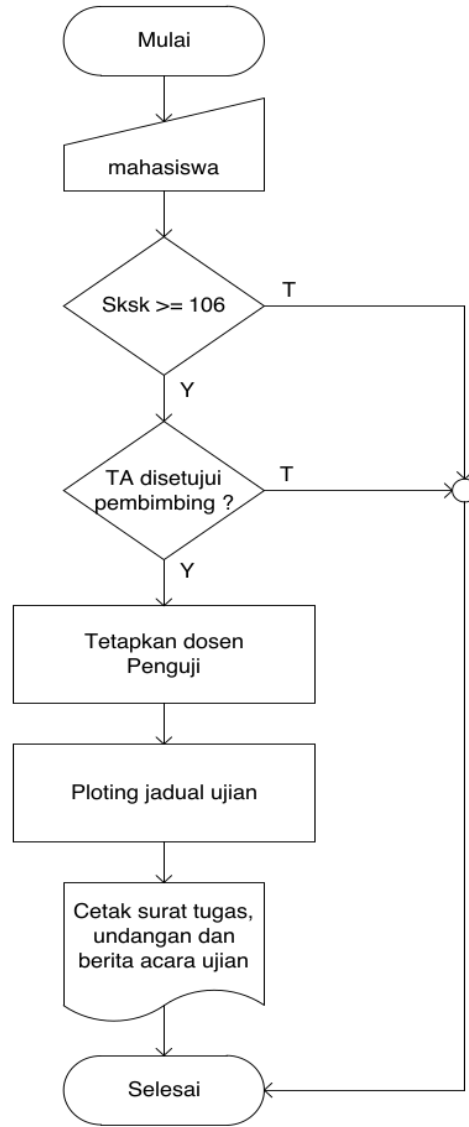 Mulai
mahasiswa
Sksk >= 106
T
Y
TA disetujui
pembimbing ?
T
Y
Tetapkan dosen
Penguji
Ploting jadual ujian
Cetak surat tugas,
undangan dan
berita acara ujian
Selesai